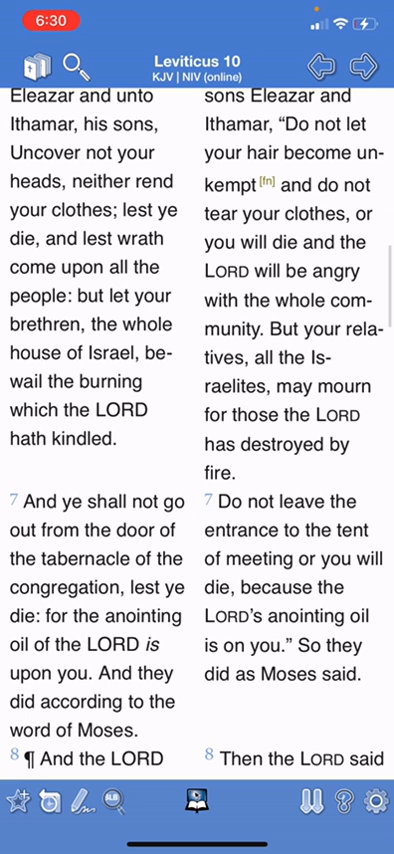 6:30
Leviticus 10
KJV | NIV (online)
Eleazar and unto
Ithamar, his sons,
Uncover not your
heads, neither rend
your clothes; lest ye
die, and lest wrath
come upon all the
people: but let your
brethren, the whole
house of Israel, be-
wail the burning
which the LORD
hath kindled.
7 And ye shall not go
out from the door of
the tabernacle of the
congregation, lest ye
die: for the anointing
oil of the LORD is
upon you. And they
did according to the
word of Moses.
8 ¶ And the LORD
sons Eleazar and
Ithamar, “Do not let
your hair become un-
kempt [fn] and do not
tear your clothes, or
you will die and the
LORD will be angry
with the whole com-
munity. But your rela-
tives, all the Is-
raelites, may mourn
for those the LORD
has destroyed by
fire.
7 Do not leave the
entrance to the tent
of meeting or you will
die, because the
LORD’s anointing oil
is on you.” So they
did as Moses said.
8 Then the LORD said
ALB